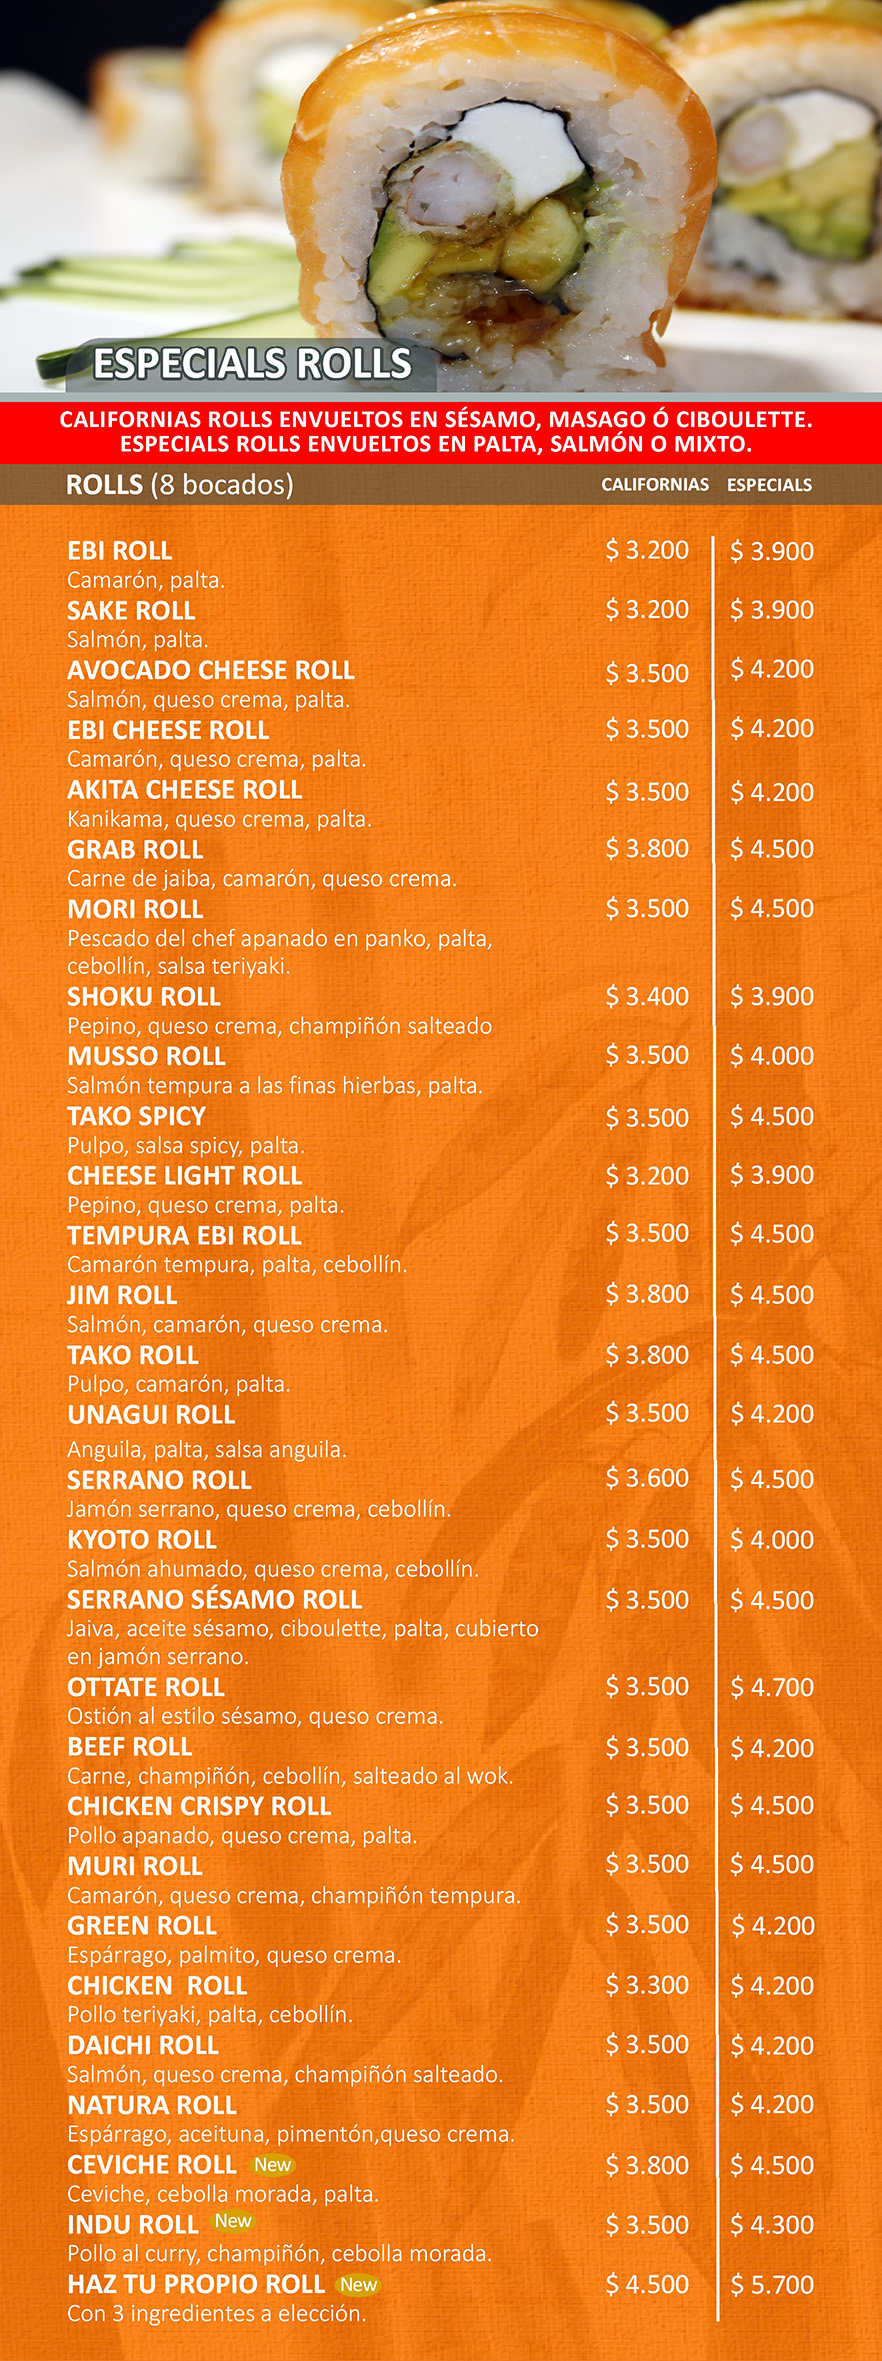 ESPECIALS ROLLS
CALIFORNIAS ROLLS ENVUELTOS EN SÉSAMO, MASAGO Ó CIBOULETTE.
ESPECIALS ROLLS ENVUELTOS EN PALTA, SALMÓN O MIXTO.
ROLLS (8 bocados) CALIFORNIAS ESPECIALS
EBI ROLL $ 3.200 $ 3.900
Camarón, palta.
SAKE ROLL $ 3.200 $ 3.900
Salmón, palta.
AVOCADO CHEESE ROLL $ 3.500 $ 4.200
Salmón, queso crema, palta.
EBI CHEESE ROLL $ 3.500 $ 4.200
Camarón, queso crema, palta.
AKITA CHEESE ROLL $ 3.500 $ 4.200
Kanikama, queso crema, palta.
GRAB ROLL $ 3.800 $ 4.500
Carne de jaiba, camarón, queso crema.
MORI ROLL $ 3.500 $ 4.500
Pescado del chef apanado en panko, palta,
cebollín, salsa teriyaki.
SHOKU ROLL $ 3.400 $ 3.900
Pepino, queso crema, champiñón salteado
MUSSO ROLL $ 3.500 $ 4.000
Salmón tempura a las finas hierbas, palta.
TAKO SPICY $ 3.500 $ 4.500
Pulpo, salsa spicy, palta.
CHEESE LIGHT ROLL $ 3.200 $ 3.900
Pepino, queso crema, palta.
TEMPURA EBI ROLL $ 3.500 $ 4.500
Camarón tempura, palta, cebollín.
JIM ROLL $ 3.800 $ 4.500
Salmón, camarón, queso crema.
TAKO ROLL $ 3.800 $ 4.500
Pulpo, camarón, palta.
UNAGUI ROLL $ 3.500 $ 4.200
Anguila, palta, salsa anguila.
SERRANO ROLL $ 3.600 $ 4.500
Jamón serrano, queso crema, cebollín.
KYOTO ROLL $ 3.500 $ 4.000
Salmón ahumado, queso crema, cebollín.
SERRANO SÉSAMO ROLL $ 3.500 $ 4.500
Jaiva, aceite sésamo, ciboulette, palta, cubierto
en jamón serrano.
OTTATE ROLL $ 3.500 $ 4.700
Ostión al estilo sésamo, queso crema.
BEEF ROLL $ 3.500 $ 4.200
Carne, champiñón, cebollín, salteado al wok.
CHICKEN CRISPY ROLL $ 3.500 $ 4.500
Pollo apanado, queso crema, palta.
MURI ROLL $ 3.500 $ 4.500
Camarón, queso crema, champiñón tempura.
GREEN ROLL $ 3.500 $ 4.200
Espárrago, palmito, queso crema.
CHICKEN ROLL $ 3.300 $ 4.200
Pollo teriyaki, palta, cebollín.
DAICHI ROLL $ 3.500 $ 4.200
Salmón, queso crema, champiñón salteado.
NATURA ROLL $ 3.500 $ 4.200
Espárrago, aceituna, pimentón,queso crema.
CEVICHE ROLL New $ 3.800 $ 4.500
Ceviche, cebolla morada, palta.
INDU ROLL New $ 3.500 $ 4.300
Pollo al curry, champiñón, cebolla morada.
HAZ TU PROPIO ROLL New $ 4.500 $ 5.700
Con 3 ingredientes a elección.